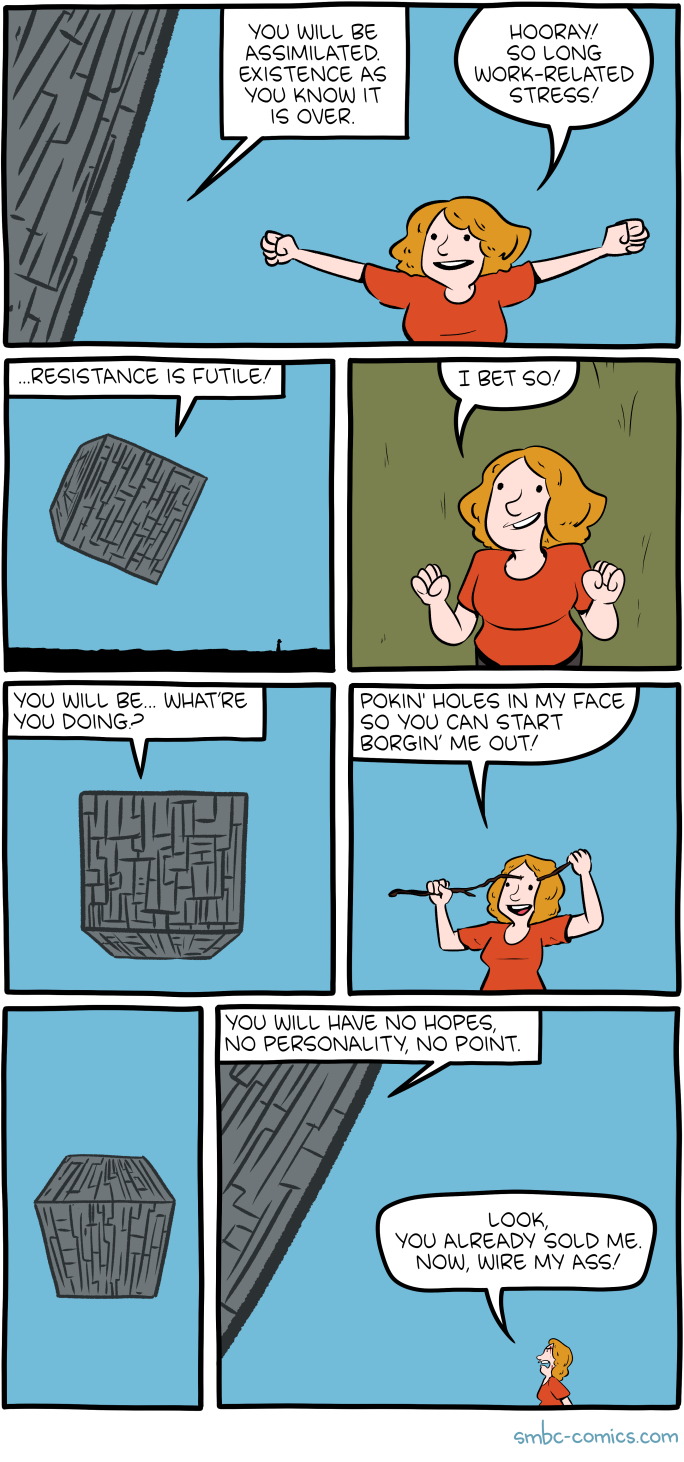 YOU WILL BE
ASSIMILATED.
EXISTENCE AS
YOU KNOW IT
IS OVER.
HOORAY!
SO LONG
WORK-RELATED
STRESS!
...RESISTANCE IS FUTILE!
I BET SO!
YOU WILL BE... WHAT'RE
YOU DOING?
POKIN' HOLES IN MY FACE
SO YOU CAN START
BORGIN' ME OUT!
YOU WILL HAVE NO HOPES,
NO PERSONALITY, NO POINT.
LOOK,
YOU ALREADY SOLD ME.
NOW, WIRE MY ASS!
smbc-comics.com